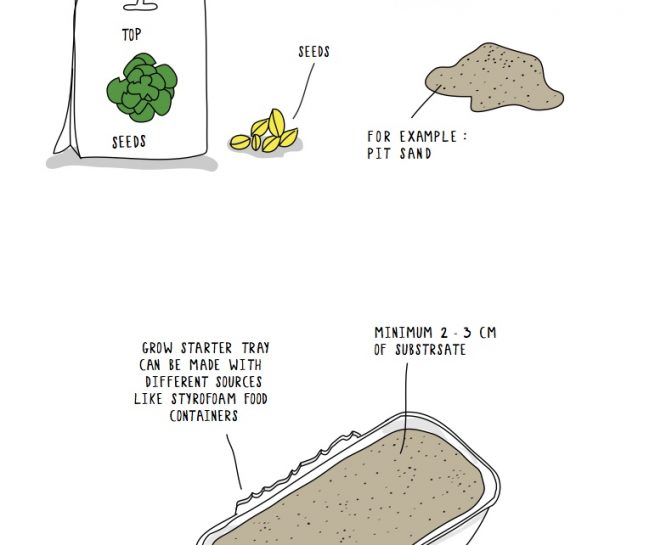 TOP
SEEDS
SEEDS
FOR EXAMPLE :
PIT SAND
GROW STARTER TRAY
CAN BE MADE WITH
DIFFERENT SOURCES
LIKE STYROFOAM FOOD
CONTAINERS
MINIMUM 2 - 3 CM
OF SUBSTRSATE